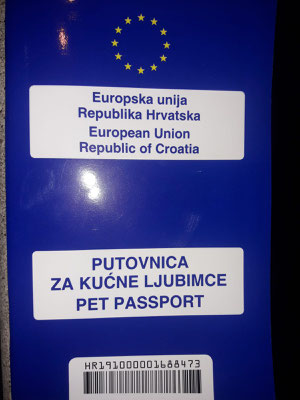 Europska unija
Republika Hrvatska
European Union
Republic of Croatia
PUTOVNICA
ZA KUĆNE LJUBIMCE
PET PASSPORT
HR191000001688473